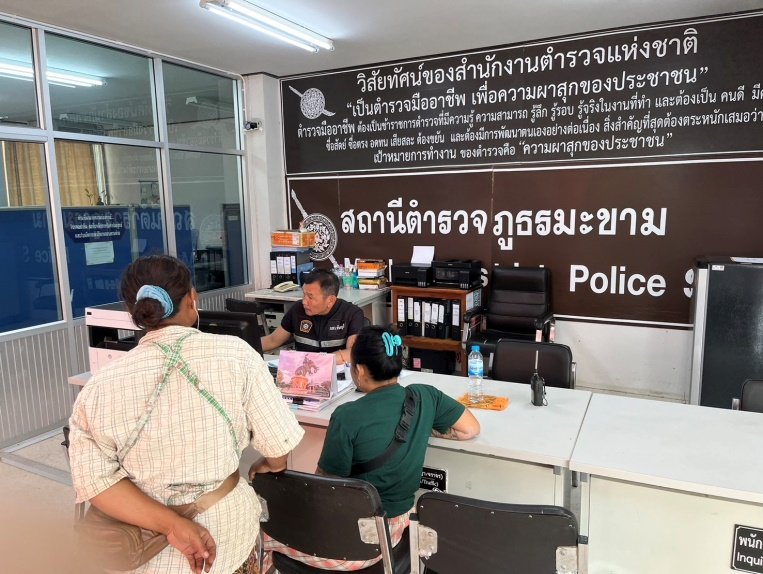 วิสัยทัศน์ของสำนักงานตำรวจแห่งชาติ
"เป็นตำรวจมืออาชีพ เพื่อความผาสุกของประชาชน"
ตำรวจมืออาชีพ ต้องเป็นข้าราชการตำรวจที่มีความรู้ ความสามารถ รู้ลึก รู้รอบ รู้จริงในงานที่ทำ และต้องเป็น คนดี มี
ซื่อสัตย์ ซื่อตรง อดทน เสียสละ ต้องขยัน และต้องมีการพัฒนาตนเองอย่างต่อเนื่อง สิ่งสำคัญที่สุดต้องตระหนักเสมอว่า
เป้าหมายการทำงาน ของตำรวจคือ "ความผาสุกของประชาชน"
สถานีตำรวจภูธรมะขาม
Police S
พนัก
Inqui